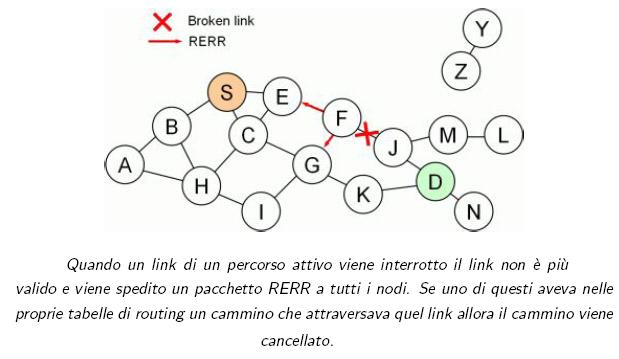 Broken link
RERR
Y
Z
S
E
F
B
C
J
M
L
A
G
H
K
D
I
N
Quando un link di un percorso attivo viene interrotto il link non è più
valido e viene spedito un pacchetto RERR a tutti i nodi. Se uno di questi aveva nelle
proprie tabelle di routing un cammino che attraversava quel link allora il cammino viene
cancellato.